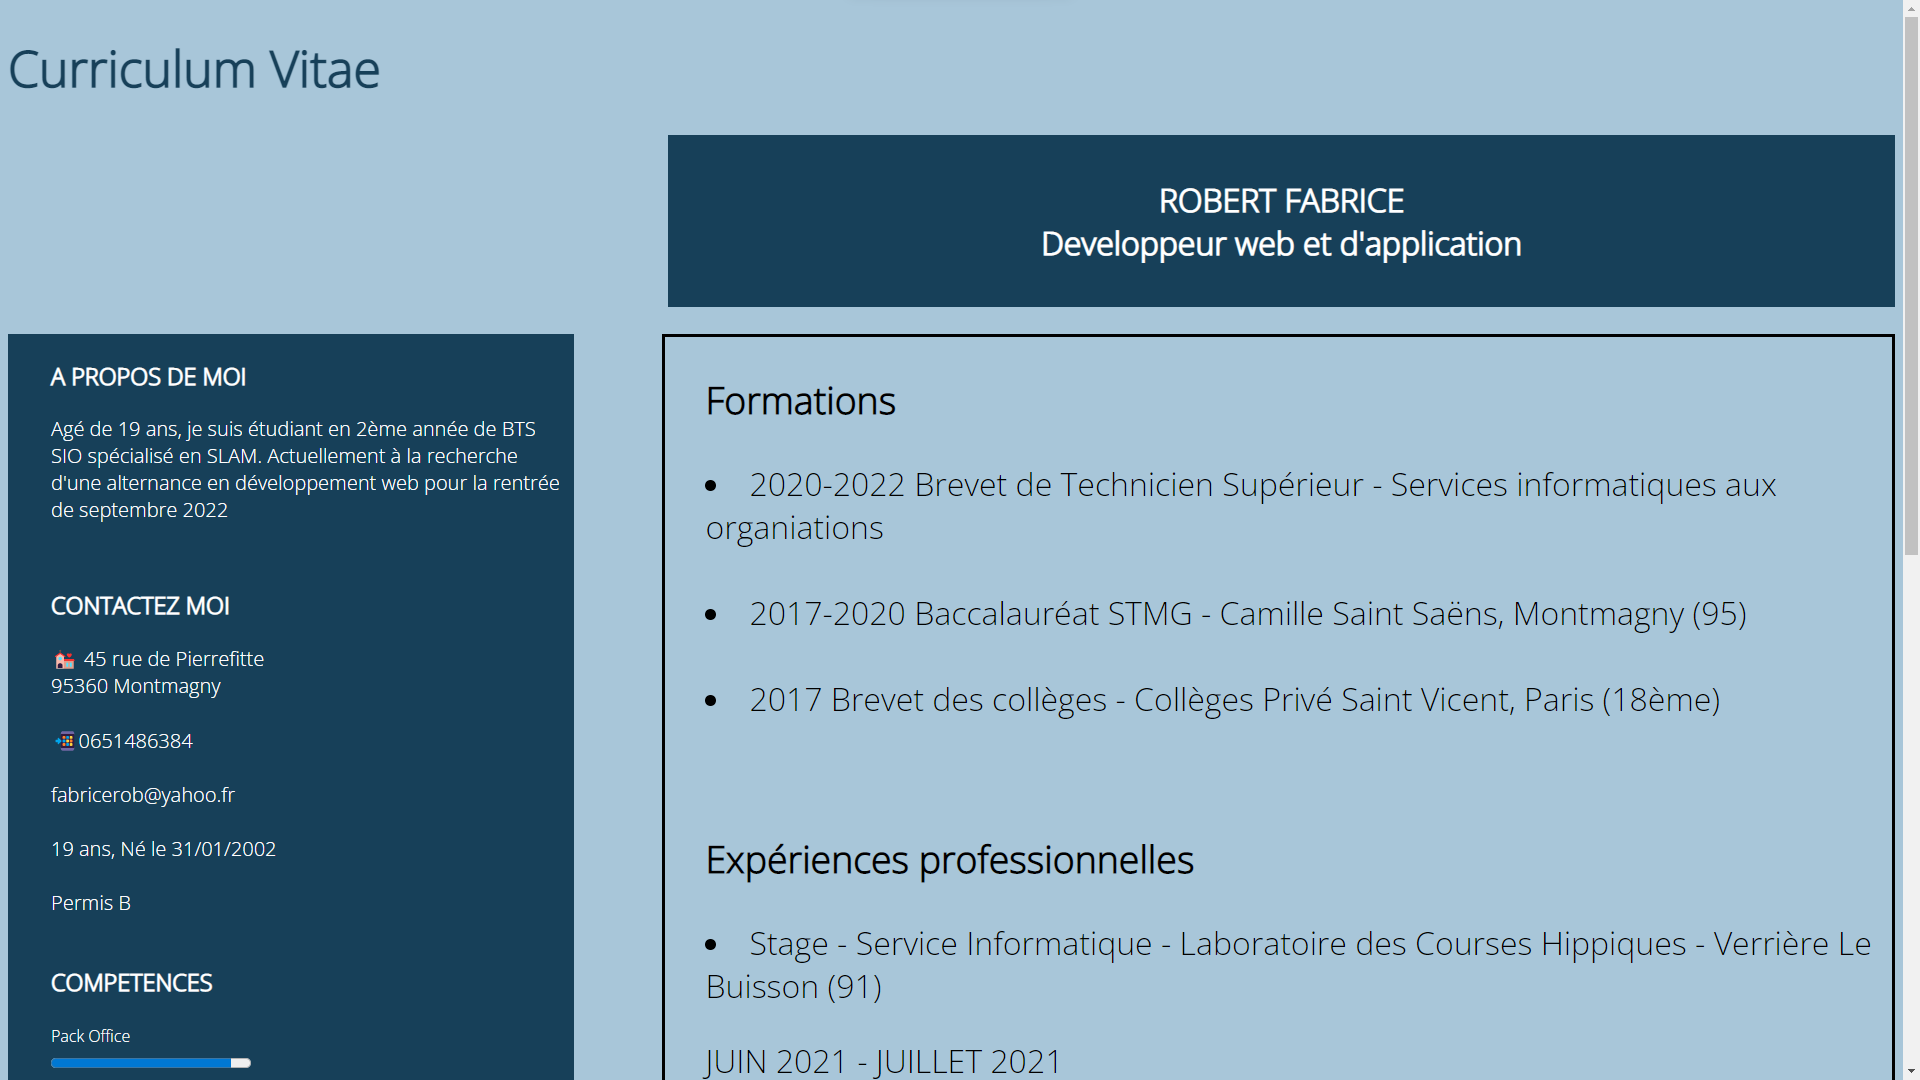 Curriculum Vitae
ROBERT FABRICE
Developpeur web et d'application
A PROPOS DE MOI
Agé de 19 ans, je suis étudiant en 2ème année de BTS
SIO spécialisé en SLAM. Actuellement à la recherche
d'une alternance en développement web pour la rentrée
de septembre 2022
CONTACTEZ MOI
45 rue de Pierrefitte
95360 Montmagny
0651486384
fabricerob@yahoo.fr
19 ans, Né le 31/01/2002
Permis B
COMPETENCES
Pack Office
Formations
• 2020-2022 Brevet de Technicien Supérieur - Services informatiques aux
organiations
• 2017-2020 Baccalauréat STMG - Camille Saint Saëns, Montmagny (95)
• 2017 Brevet des collèges - Collèges Privé Saint Vicent, Paris (18ème)
Expériences professionnelles
• Stage - Service Informatique - Laboratoire des Courses Hippiques - Verrière Le
Buisson (91)
JUIN 2021 - JUILLET 2021